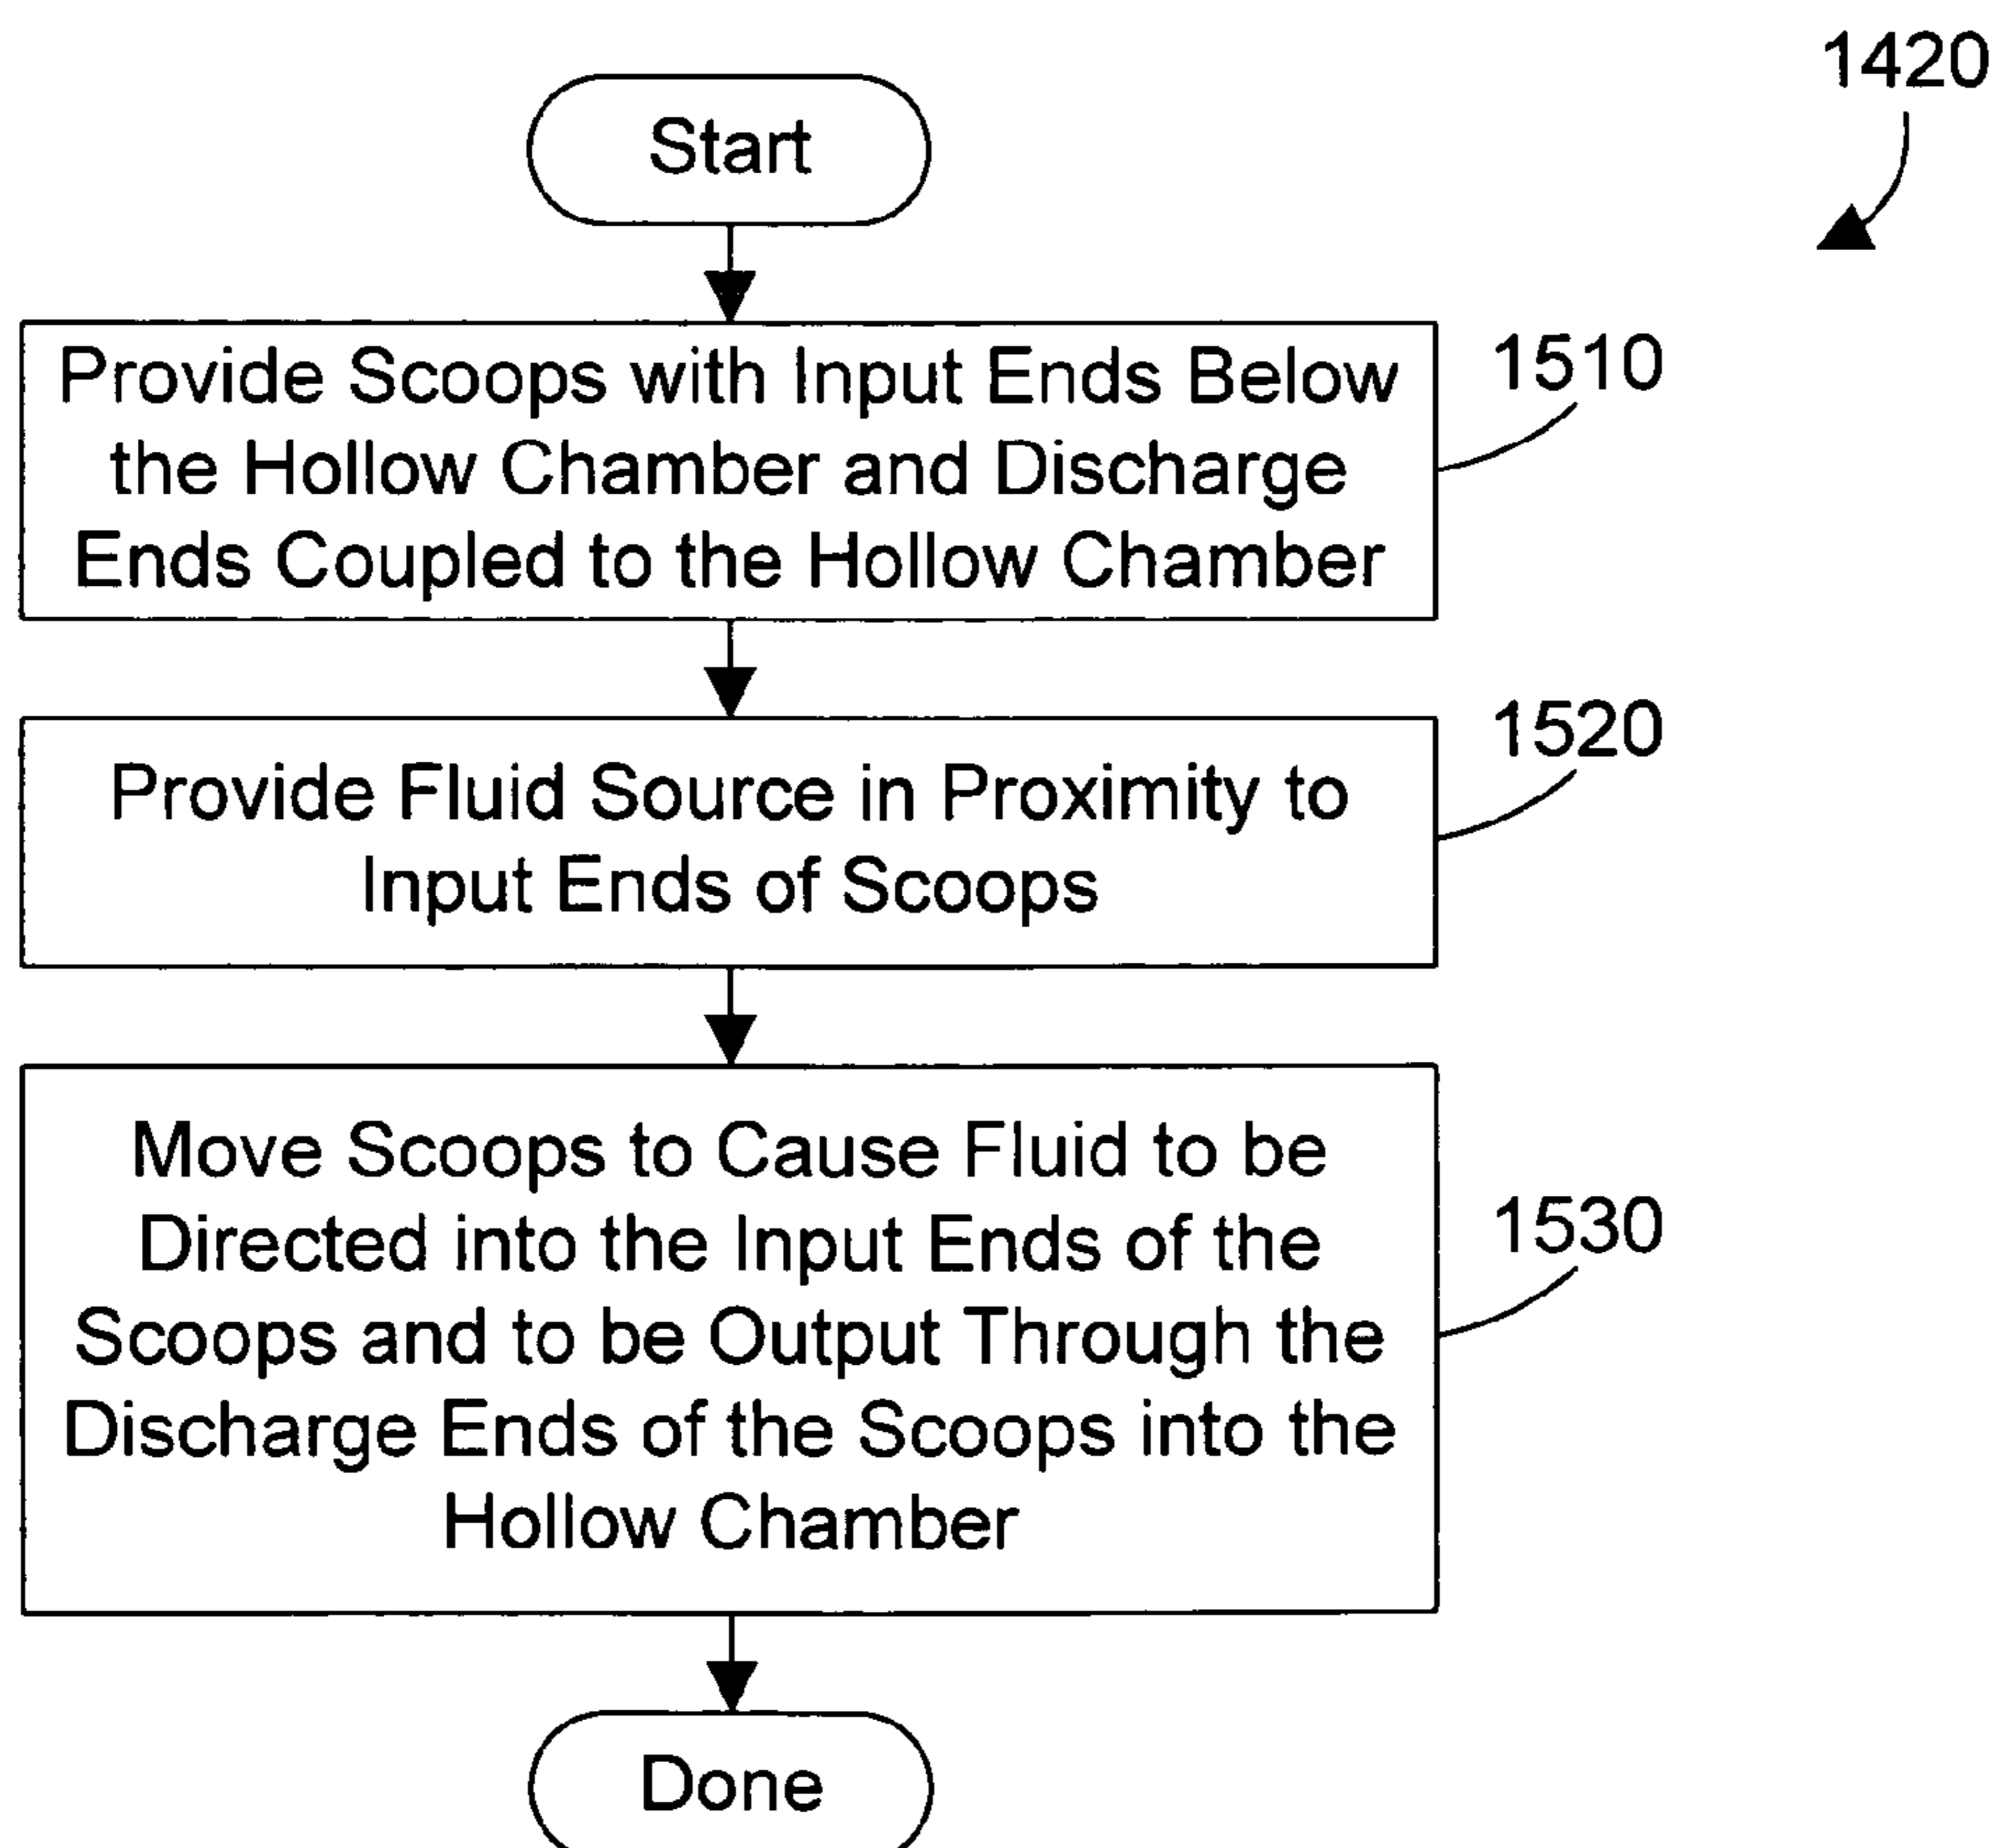 1420
Start
Provide Scoops with Input Ends Below
the Hollow Chamber and Discharge
Ends Coupled to the Hollow Chamber
1510
Provide Fluid Source in Proximity to
Input Ends of Scoops
1520
Move Scoops to Cause Fluid to be
Directed into the Input Ends of the
Scoops and to be Output Through the
Discharge Ends of the Scoops into the
Hollow Chamber
1530
Done